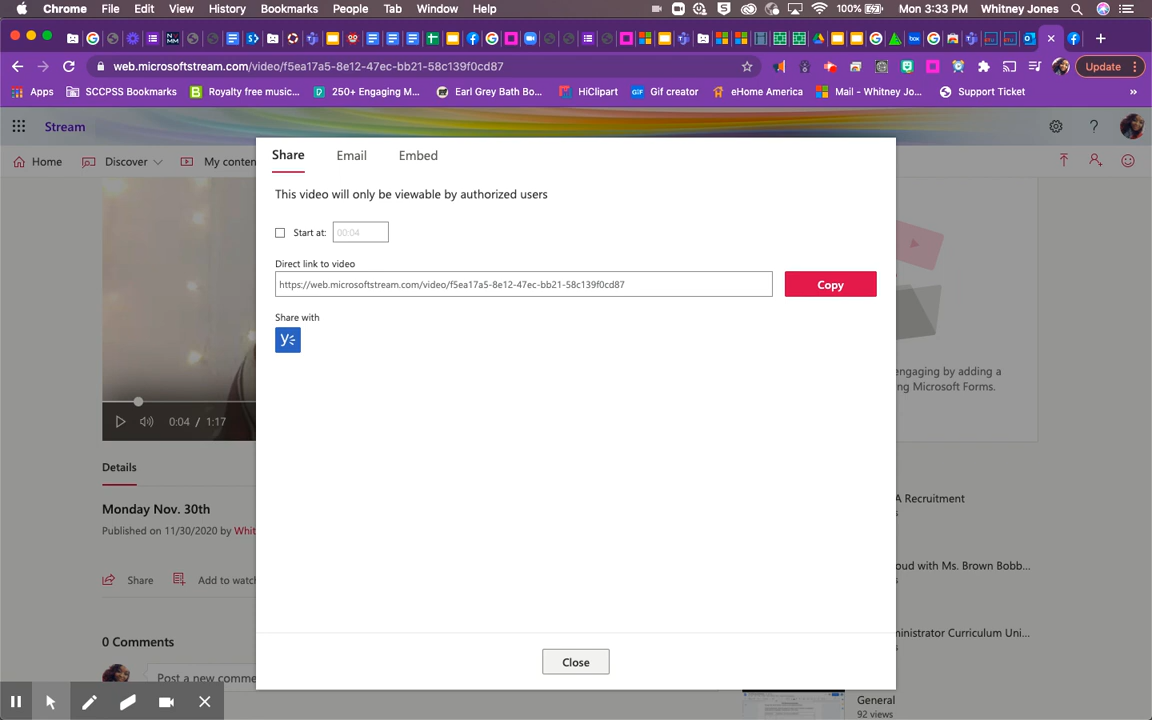 Chrome File Edit View History Bookmarks People Tab Window Help 100% Mon 3:33 PM Whitney Jones
web.microsoftstream.com/video/f5ea17a5-8e12-47ec-bb21-58c139f0cd87 Update
Apps SCCPSS Bookmarks Royalty free music... 250+ Engaging M... Earl Grey Bath Bo... HiClipart GIF Gif creator eHome America Mail - Whitney Jo... Support Ticket »
Stream ?
Home Discover My conten
Share Email Embed
This video will only be viewable by authorized users
Start at: 00:04
Direct link to video
https://web.microsoftstream.com/video/f5ea17a5-8e12-47ec-bb21-58c139f0cd87 Copy
Share with
0:04 / 1:17
engaging by adding a
ng Microsoft Forms.
Details
Monday Nov. 30th
Published on 11/30/2020 by Whit
A Recruitment
Share Add to watch
oud with Ms. Brown Bobb...
ministrator Curriculum Uni...
0 Comments
Post a new comme
Close
General
92 views